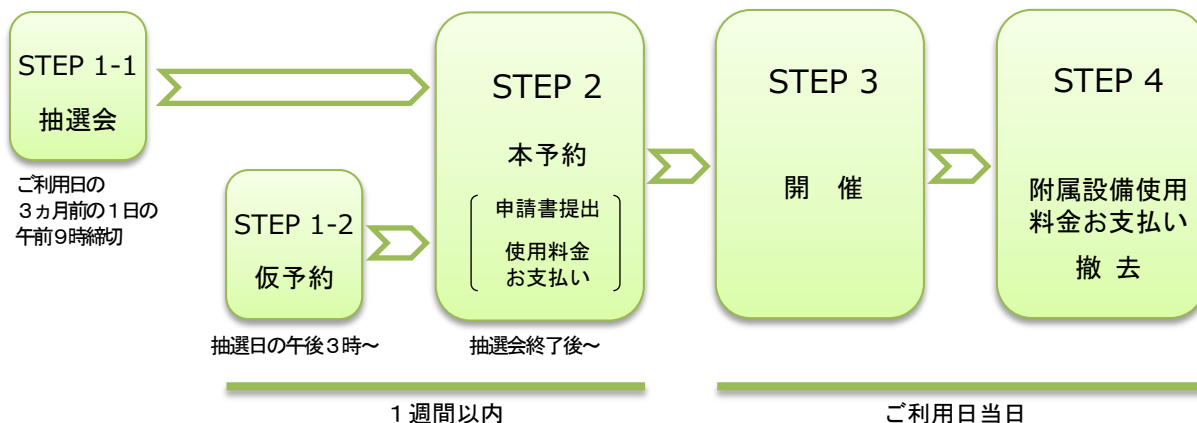 STEP 1-1
抽選会
ご利用日の
３ヵ月前の１日の
午前９時締切
STEP 1-2
仮予約
抽選日の午後３時～
STEP 2
本予約
申請書提出
使用料金
お支払い
抽選会終了後～
１週間以内
STEP 3
開　催
STEP 4
附属設備使用
料金お支払い
撤 去
ご利用日当日